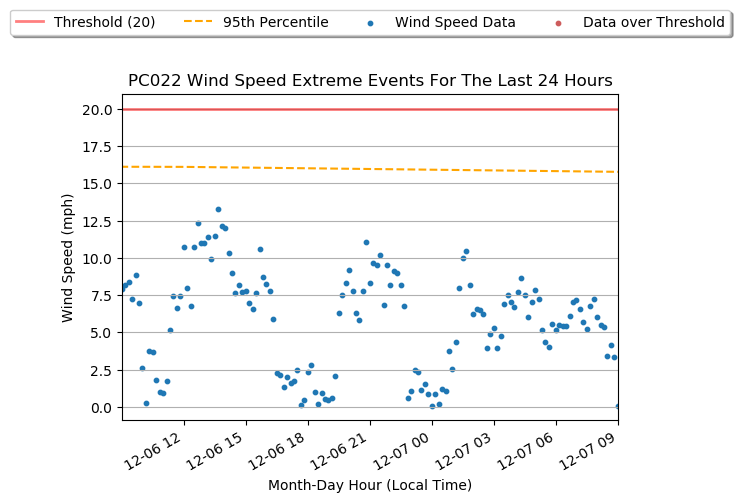 Threshold (20) 95th Percentile Wind Speed Data Data over Threshold
PC022 Wind Speed Extreme Events For The Last 24 Hours
20.0
17.5
15.0
12.5
10.0
7.5
5.0
2.5
0.0
Wind Speed (mph)
12-06 12 12-06 15 12-06 18 12-06 21 12-07 00 12-07 03 12-07 06 12-07 09
Month-Day Hour (Local Time)